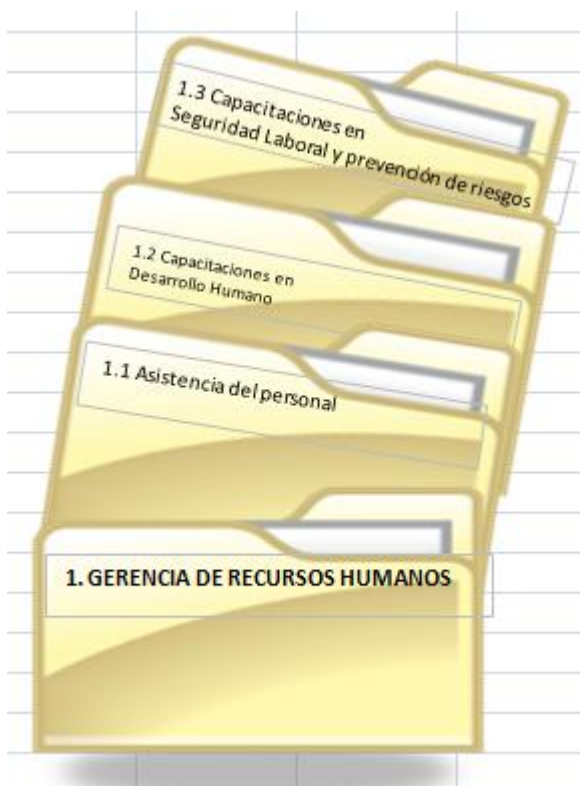 1.3 Capacitaciones en
Seguridad Laboral y prevención de riesgos
1.2 Capacitaciones en
Desarrollo Humano
1.1 Asistencia del personal
1. GERENCIA DE RECURSOS HUMANOS